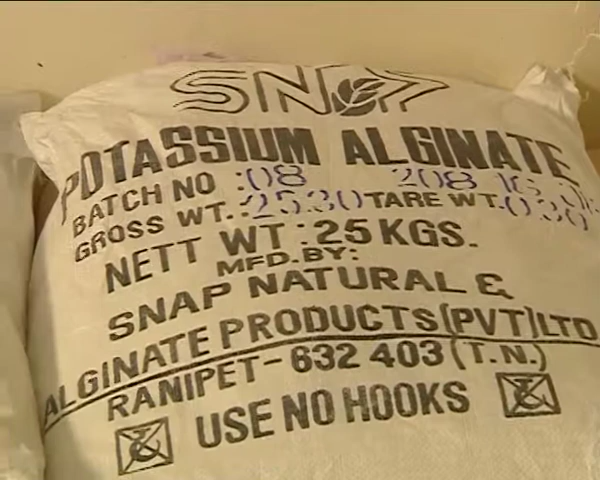 SNAP
POTASSIUM ALGINATE
BATCH NO :08 208
GROSS WT.:25.30 TARE WT.:0.30
NETT WT :25 KGS.
MFD.BY:
SNAP NATURAL &
ALGINATE PRODUCTS(PVT)LTD
RANIPET-632 403(T.N.)
USE NO HOOKS